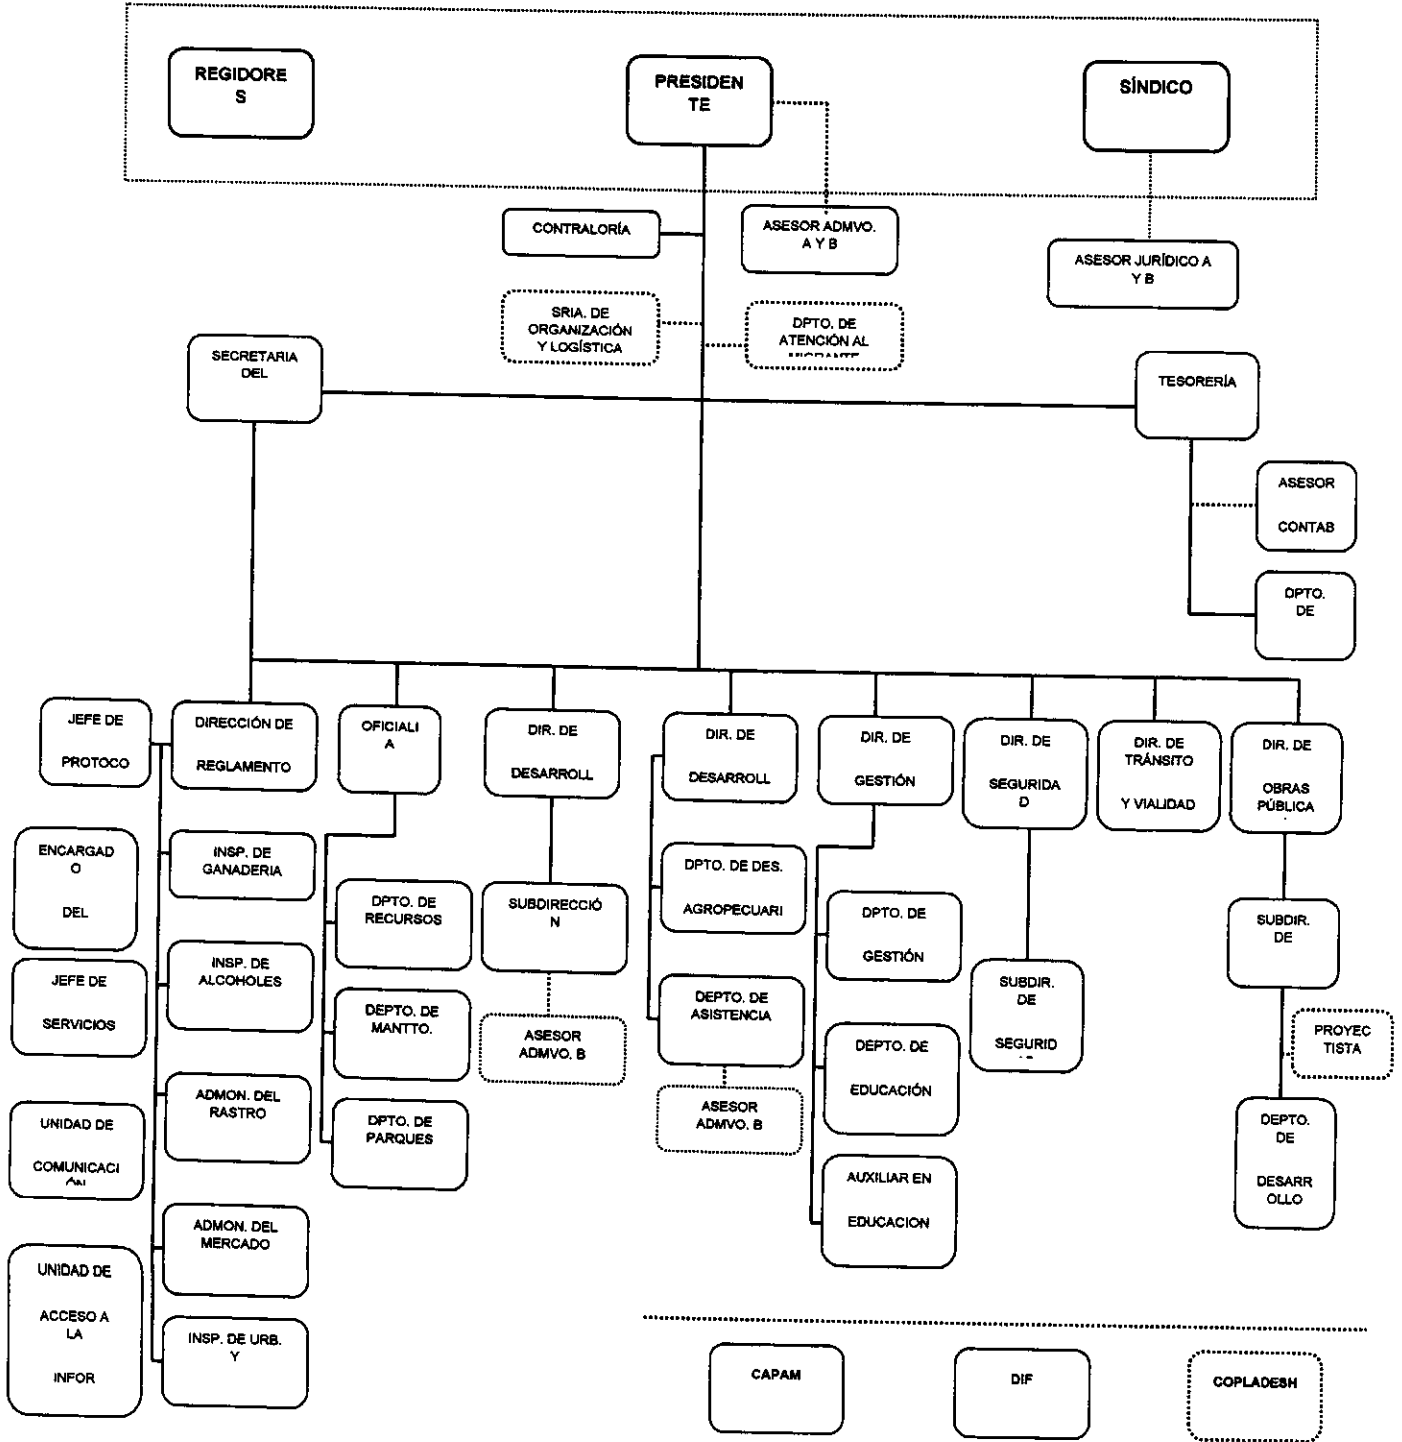 REGIDORE
S
PRESIDEN
TE
SÍNDICO
CONTRALORÍA
ASESOR ADMVO.
A Y B
ASESOR JURÍDICO A
Y B
SRIA. DE
ORGANIZACIÓN
Y LOGÍSTICA
DPTO. DE
ATENCIÓN AL
MIGRANTE
SECRETARIA
DEL
TESORERÍA
ASESOR
CONTAB
DPTO.
DE
JEFE DE
PROTOCO
DIRECCIÓN DE
REGLAMENTO
OFICIALI
A
DIR. DE
DESARROLL
DIR. DE
DESARROLL
DIR. DE
GESTIÓN
DIR. DE
SEGURIDA
D
DIR. DE
TRÁNSITO
Y VIALIDAD
DIR. DE
OBRAS
PÚBLICA
ENCARGAD
O
DEL
INSP. DE
GANADERIA
DPTO. DE
RECURSOS
SUBDIRECCIÓ
N
DPTO. DE DES.
AGROPECUARI
DPTO. DE
GESTIÓN
SUBDIR.
DE
JEFE DE
SERVICIOS
INSP. DE
ALCOHOLES
DEPTO. DE
MANTTO.
ASESOR
ADMVO. B
DEPTO. DE
ASISTENCIA
DEPTO. DE
EDUCACIÓN
SUBDIR.
DE
SEGURID
PROYEC
TISTA
UNIDAD DE
COMUNICACI
ADMON. DEL
RASTRO
DPTO. DE
PARQUES
ASESOR
ADMVO. B
AUXILIAR EN
EDUCACION
DEPTO.
DE
DESARR
OLLO
UNIDAD DE
ACCESO A
LA
INFOR
ADMON. DEL
MERCADO
INSP. DE URB.
Y
CAPAM
DIF
COPLADESH